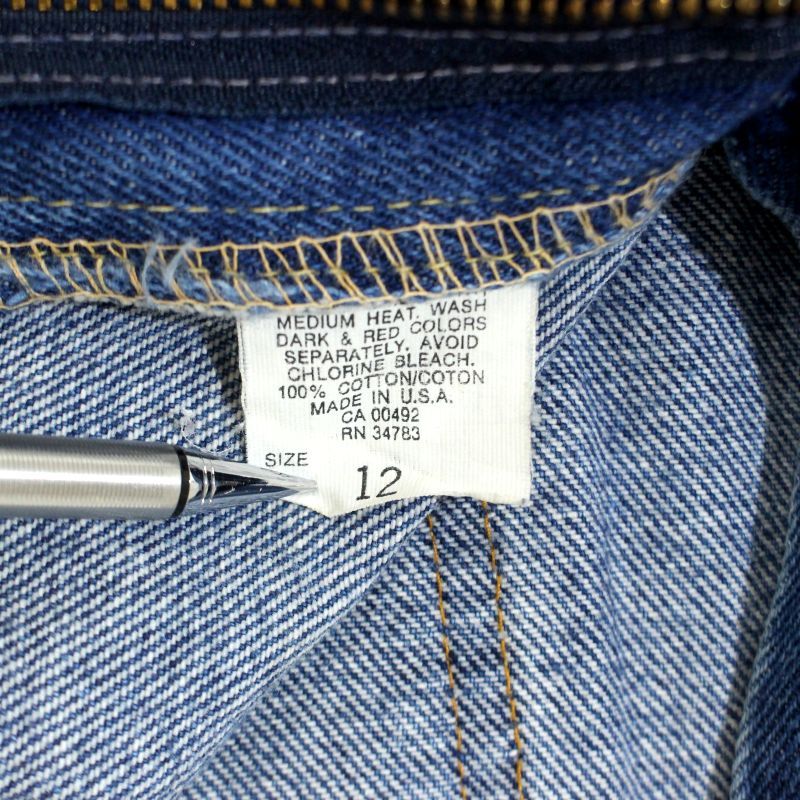 MEDIUM HEAT. WASH
DARK & RED COLORS
SEPARATELY. AVOID
CHLORINE BLEACH.
100% COTTON/COTON
MADE IN U.S.A.
CA 00492
RN 34783
SIZE 12